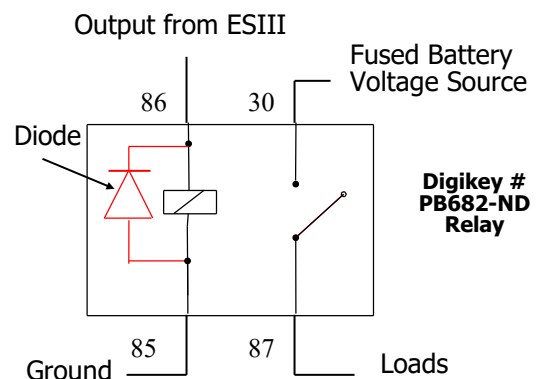 Output from ESIII
Fused Battery
Voltage Source
86
30
Diode
Digikey #
PB682-ND
Relay
85
87
Ground
Loads